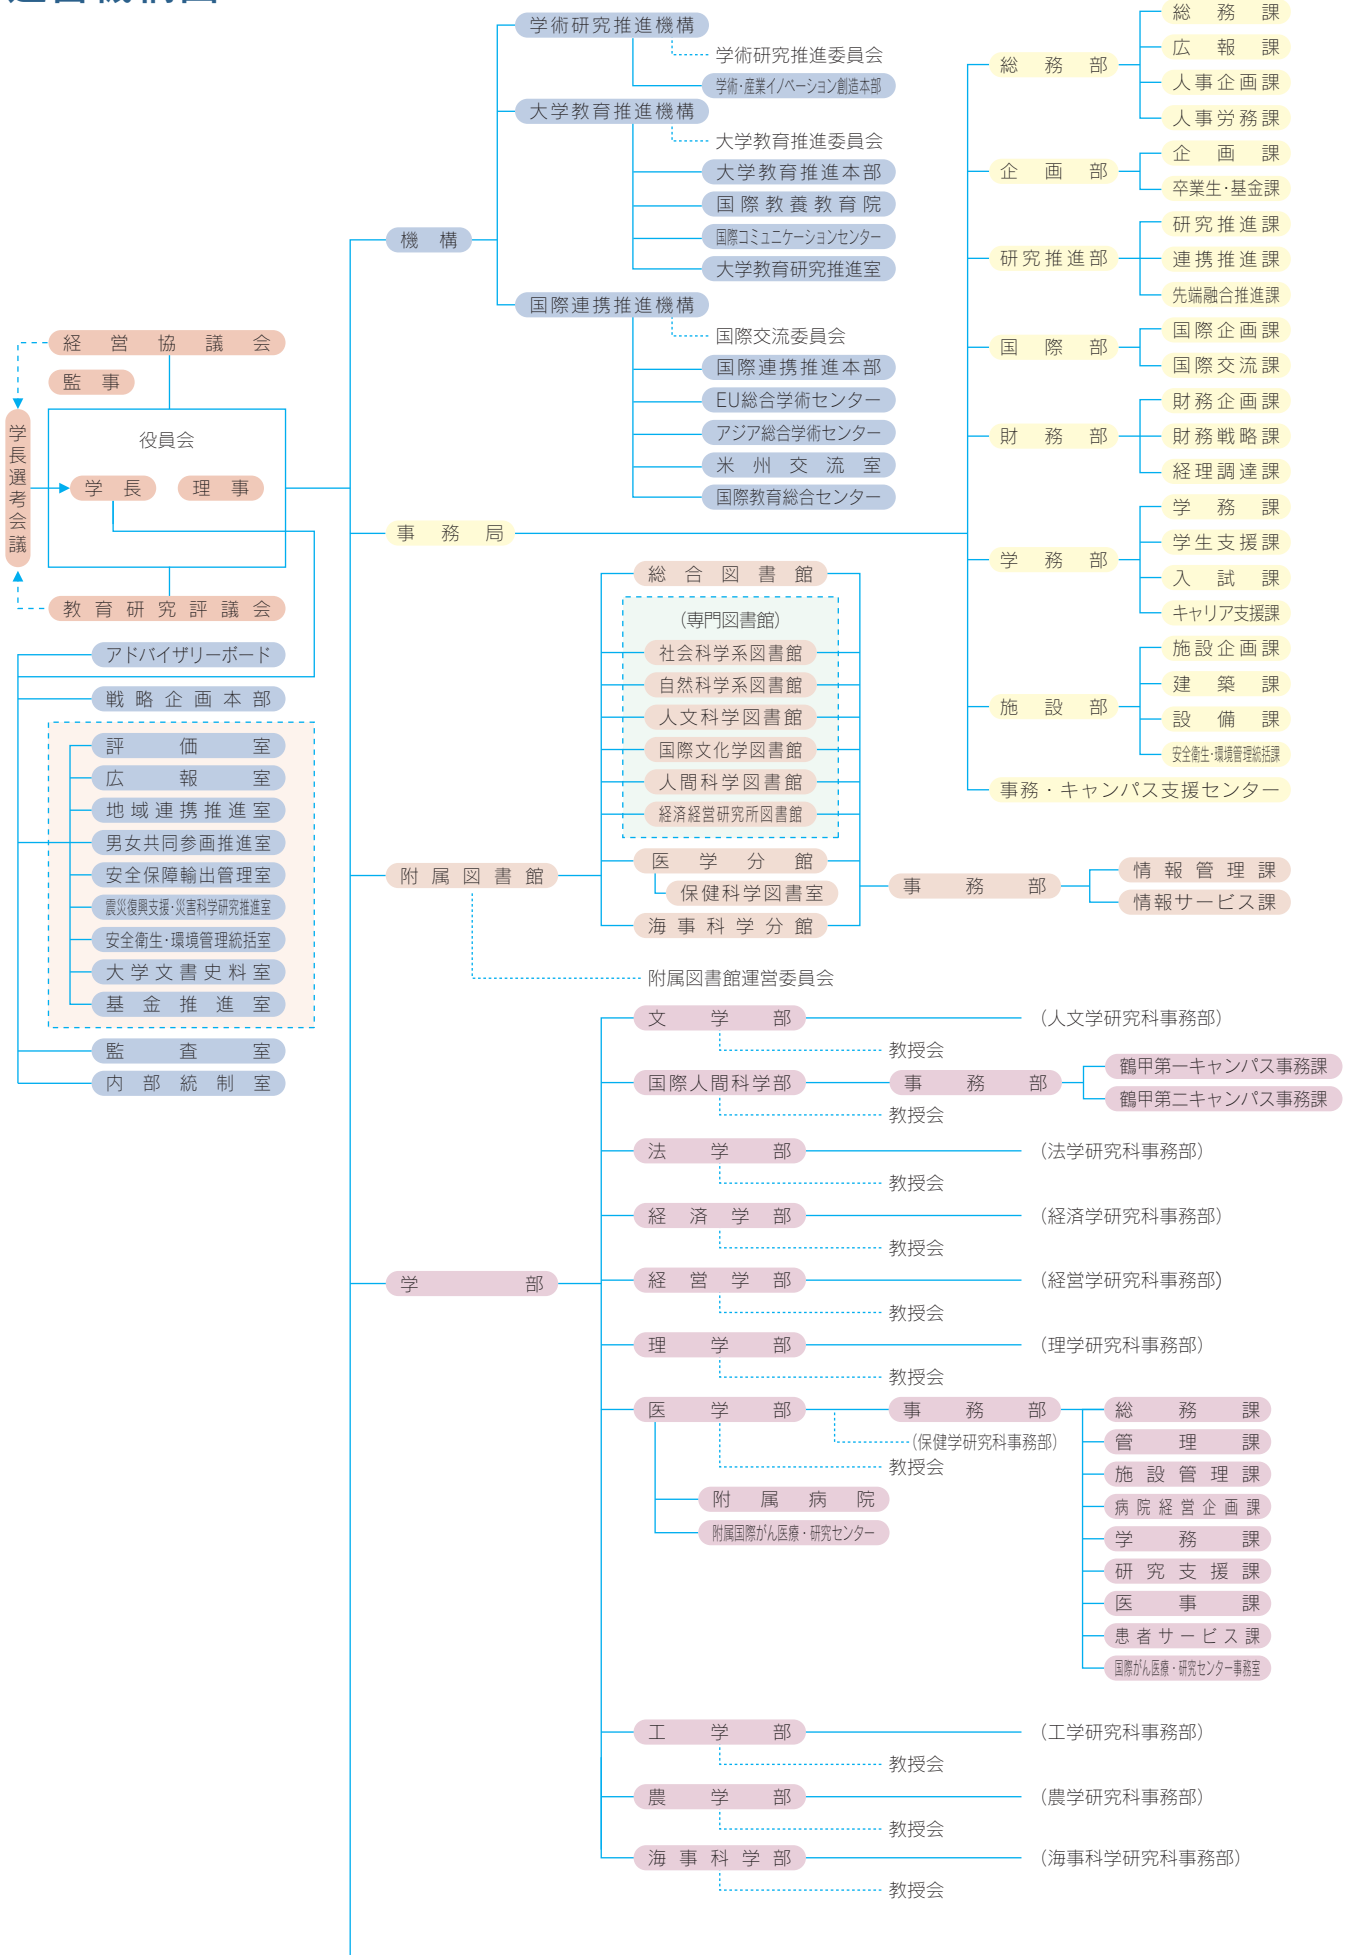 運営機構図
経営協議会
監事
学長選考会議
役員会
学長
理事
教育研究評議会
アドバイザリーボード
戦略企画本部
評価室
広報室
地域連携推進室
男女共同参画推進室
安全保障輸出管理室
震災復興支援・災害科学研究推進室
安全衛生・環境管理統括室
大学文書史料室
基金推進室
監査室
内部統制室
機構
学術研究推進機構
学術研究推進委員会
学術・産業イノベーション創造本部
大学教育推進機構
大学教育推進委員会
大学教育推進本部
国際教養教育院
国際コミュニケーションセンター
大学教育研究推進室
国際連携推進機構
国際交流委員会
国際連携推進本部
EU総合学術センター
アジア総合学術センター
米州交流室
国際教育総合センター
事務局
総務部
総務課
広報課
人事企画課
人事労務課
企画部
企画課
卒業生・基金課
研究推進部
研究推進課
連携推進課
先端融合推進課
国際部
国際企画課
国際交流課
財務部
財務企画課
財務戦略課
経理調達課
学務部
学務課
学生支援課
入試課
キャリア支援課
施設部
施設企画課
建築課
設備課
安全衛生・環境管理統括課
事務・キャンパス支援センター
附属図書館
総合図書館
(専門図書館)
社会科学系図書館
自然科学系図書館
人文科学図書館
国際文化学図書館
人間科学図書館
経済経営研究所図書館
医学分館
保健科学図書室
海事科学分館
事務部
情報管理課
情報サービス課
附属図書館運営委員会
学部
文学部
(人文学研究科事務部)
教授会
国際人間科学部
事務部
鶴甲第一キャンパス事務課
鶴甲第二キャンパス事務課
教授会
法学部
(法学研究科事務部)
教授会
経済学部
(経済学研究科事務部)
教授会
経営学部
(経営学研究科事務部)
教授会
理学部
(理学研究科事務部)
教授会
医学部
事務部
(保健学研究科事務部)
教授会
附属病院
附属国際がん医療・研究センター
総務課
管理課
施設管理課
病院経営企画課
学務課
研究支援課
医事課
患者サービス課
国際がん医療・研究センター事務室
工学部
(工学研究科事務部)
教授会
農学部
(農学研究科事務部)
教授会
海事科学部
(海事科学研究科事務部)
教授会